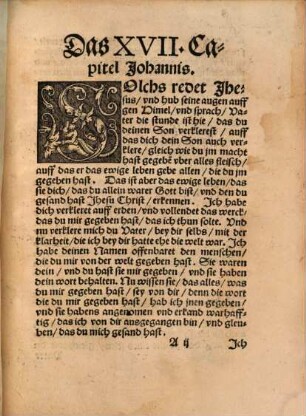 Das XVII. Ca-
pitel Johannis.
SOlchs redet Jhe-
sus/ vnd hub seine augen auff
gen Himel/ vnd sprach/ Va-
ter die stunde ist hie/ das du
deinen Son verklerest/ auff
das dich dein Son auch ver-
klere/ gleich wie du jm macht
hast gegebē vber alles fleisch/
auff das er das ewige leben gebe allen/ die du jm
gegeben hast. Das ist aber das ewige leben/ das
sie dich/ das du allein warer Gott bist/ vnd den du
gesand hast Jhesu Christ/ erkennen. Ich habe
dich verkleret auff erden/ vnd vollendet das werck/
das du mir gegeben hast/ das ich thun solte. Vnd
nu verklere mich du Vater/ bey dir selbs/ mit der
klarheit/ die ich bey dir hatte ehe die welt war. Ich
habe deinen Namen offenbaret den menschen/
die du mir von der welt gegeben hast. Sie waren
dein/ vnd du hast sie mir gegeben/ vnd sie haben
dein wort behalten. Nu wissen sie/ das alles/ was
du mir gegeben hast/ sey von dir/ denn die wort
die du mir gegeben hast/ hab ich jnen gegeben/
vnd sie habens angenomen vnd erkand warhaff-
tig/ das ich von dir ausgegangen bin/ vnd gleu-
ben/ das du mich gesand hast.
A ij Ich